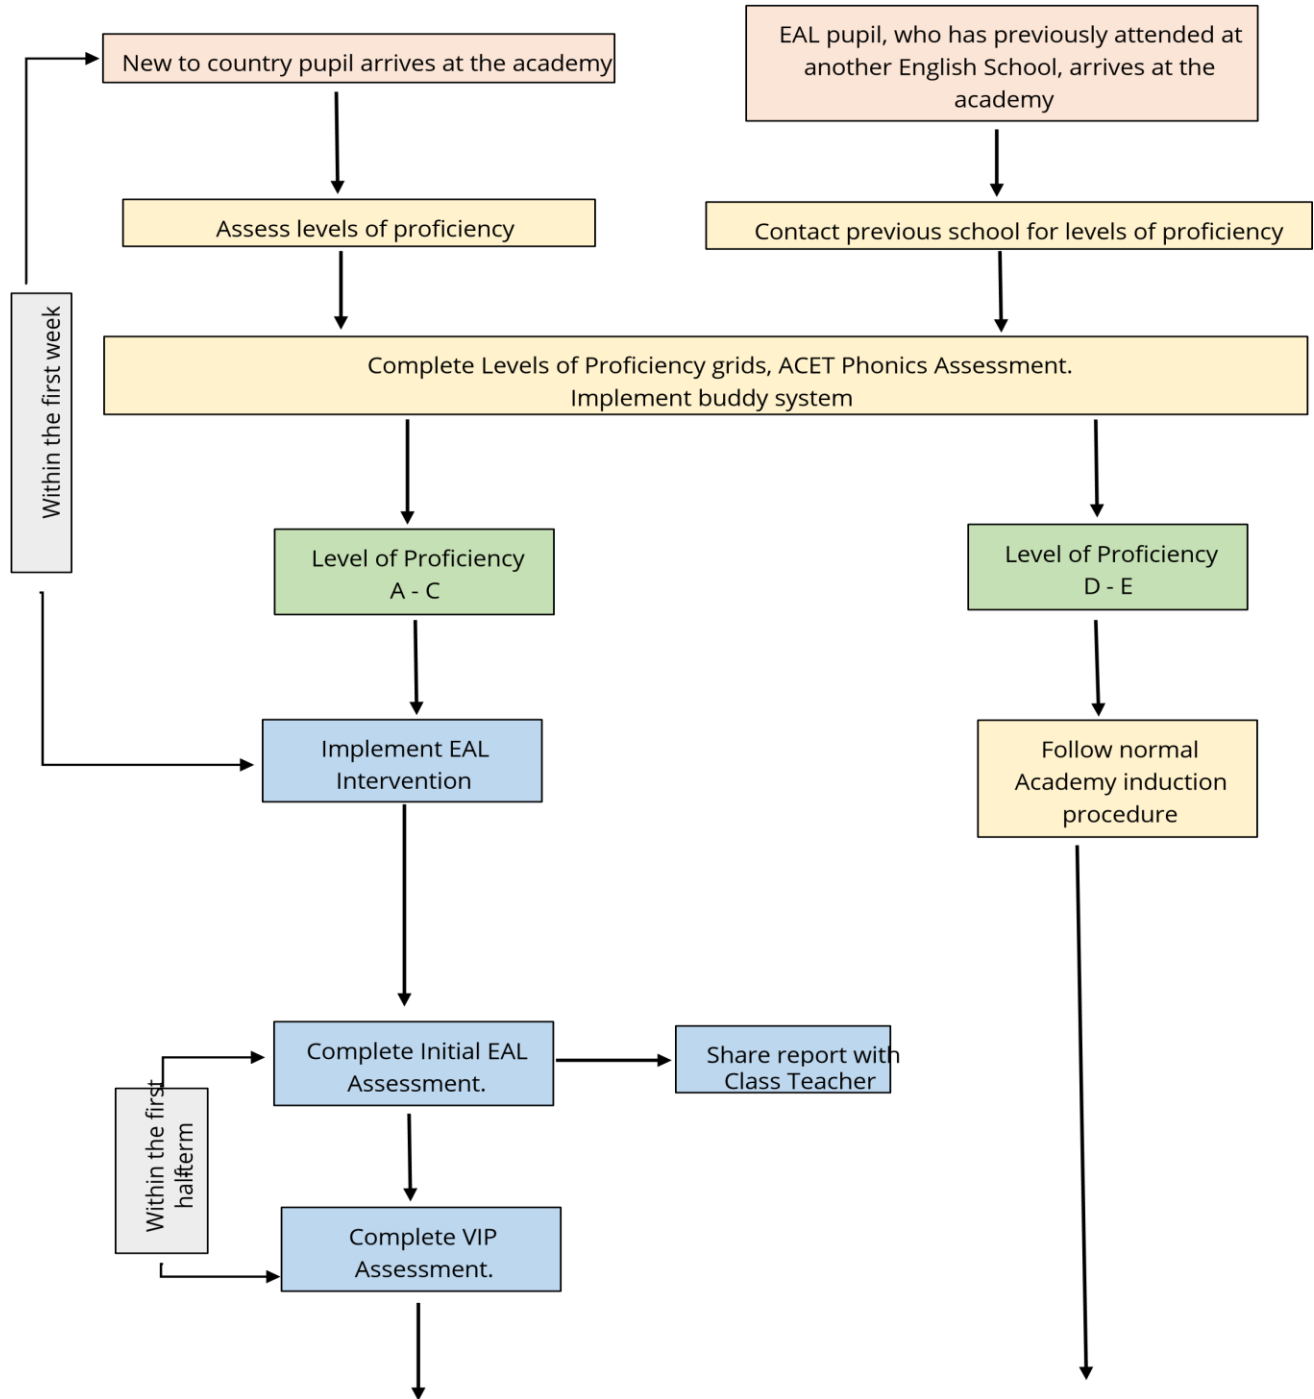 New to country pupil arrives at the academy
EAL pupil, who has previously attended at
another English School, arrives at the
academy
Assess levels of proficiency
Contact previous school for levels of proficiency
Within the first week
Complete Levels of Proficiency grids, ACET Phonics Assessment.
Implement buddy system
Level of Proficiency
A - C
Level of Proficiency
D - E
Implement EAL
Intervention
Follow normal
Academy induction
procedure
Complete Initial EAL
Assessment.
Share report with
Class Teacher
Within the first
half-term
Complete VIP
Assessment.